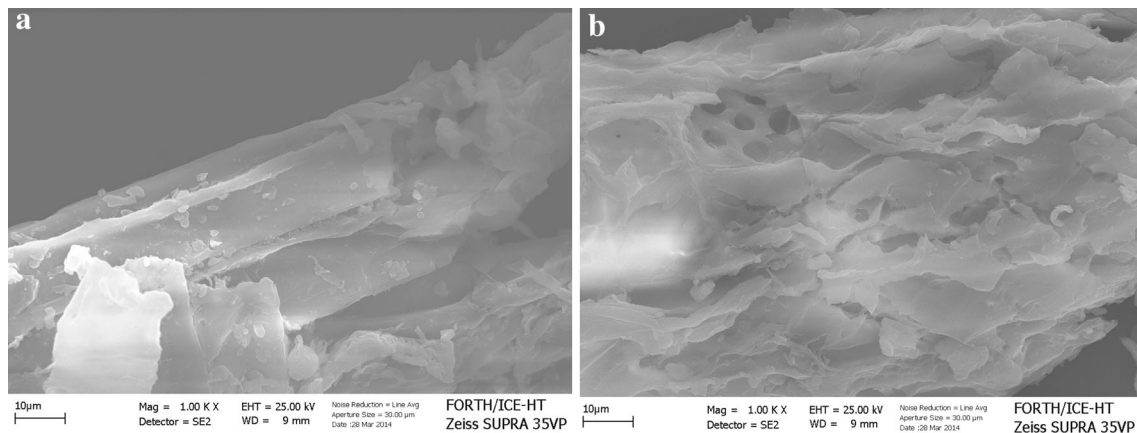 a
10µm
Mag = 1.00 K X
Detector = SE2
EHT = 25.00 kV
WD = 9 mm
Noise Reduction = Line Avg
Aperture Size = 30.00 µm
Date :28 Mar 2014
FORTH/ICE-HT
Zeiss SUPRA 35VP
b
10µm
Mag = 1.00 K X
Detector = SE2
EHT = 25.00 kV
WD = 9 mm
Noise Reduction = Line Avg
Aperture Size = 30.00 µm
Date :28 Mar 2014
FORTH/ICE-HT
Zeiss SUPRA 35VP